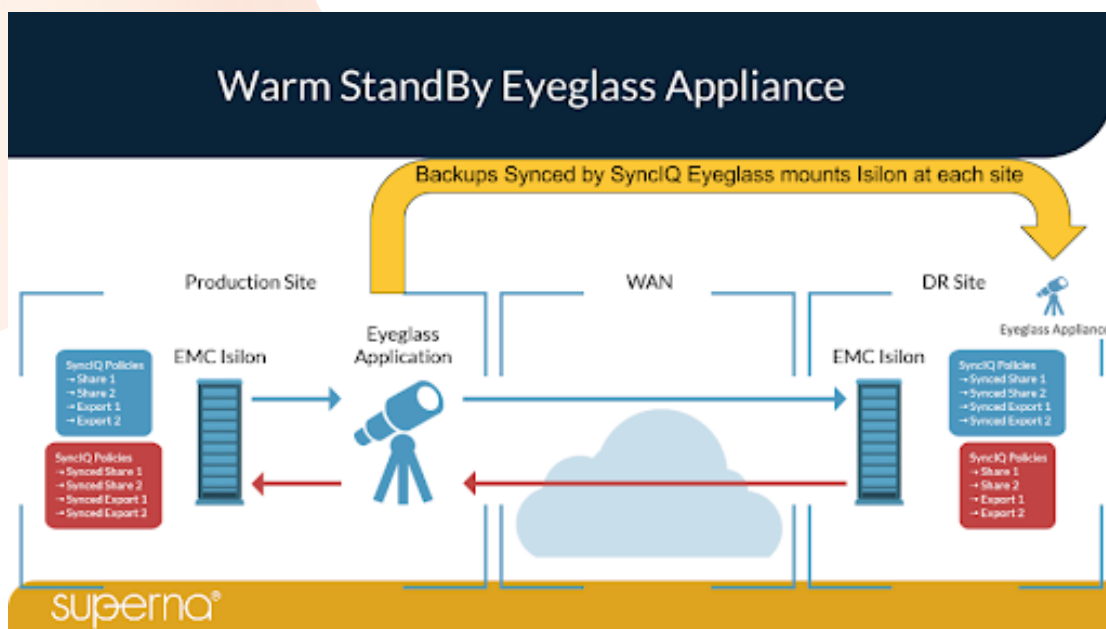 Warm StandBy Eyeglass Appliance
Backups Synced by SyncIQ Eyeglass mounts Isilon at each site
Production Site
WAN
DR Site
Eyeglass Appliance
EMC Isilon
Eyeglass
Application
EMC Isilon
SyncIQ Policies
→ Share 1
→ Share 2
→ Export 1
→ Export 2
SyncIQ Policies
→ Synced Share 1
→ Synced Share 2
→ Synced Export 1
→ Synced Export 2
SyncIQ Policies
→ Synced Share 1
→ Synced Share 2
→ Synced Export 1
→ Synced Export 2
SyncIQ Policies
→ Share 1
→ Share 2
→ Export 1
→ Export 2
superna®